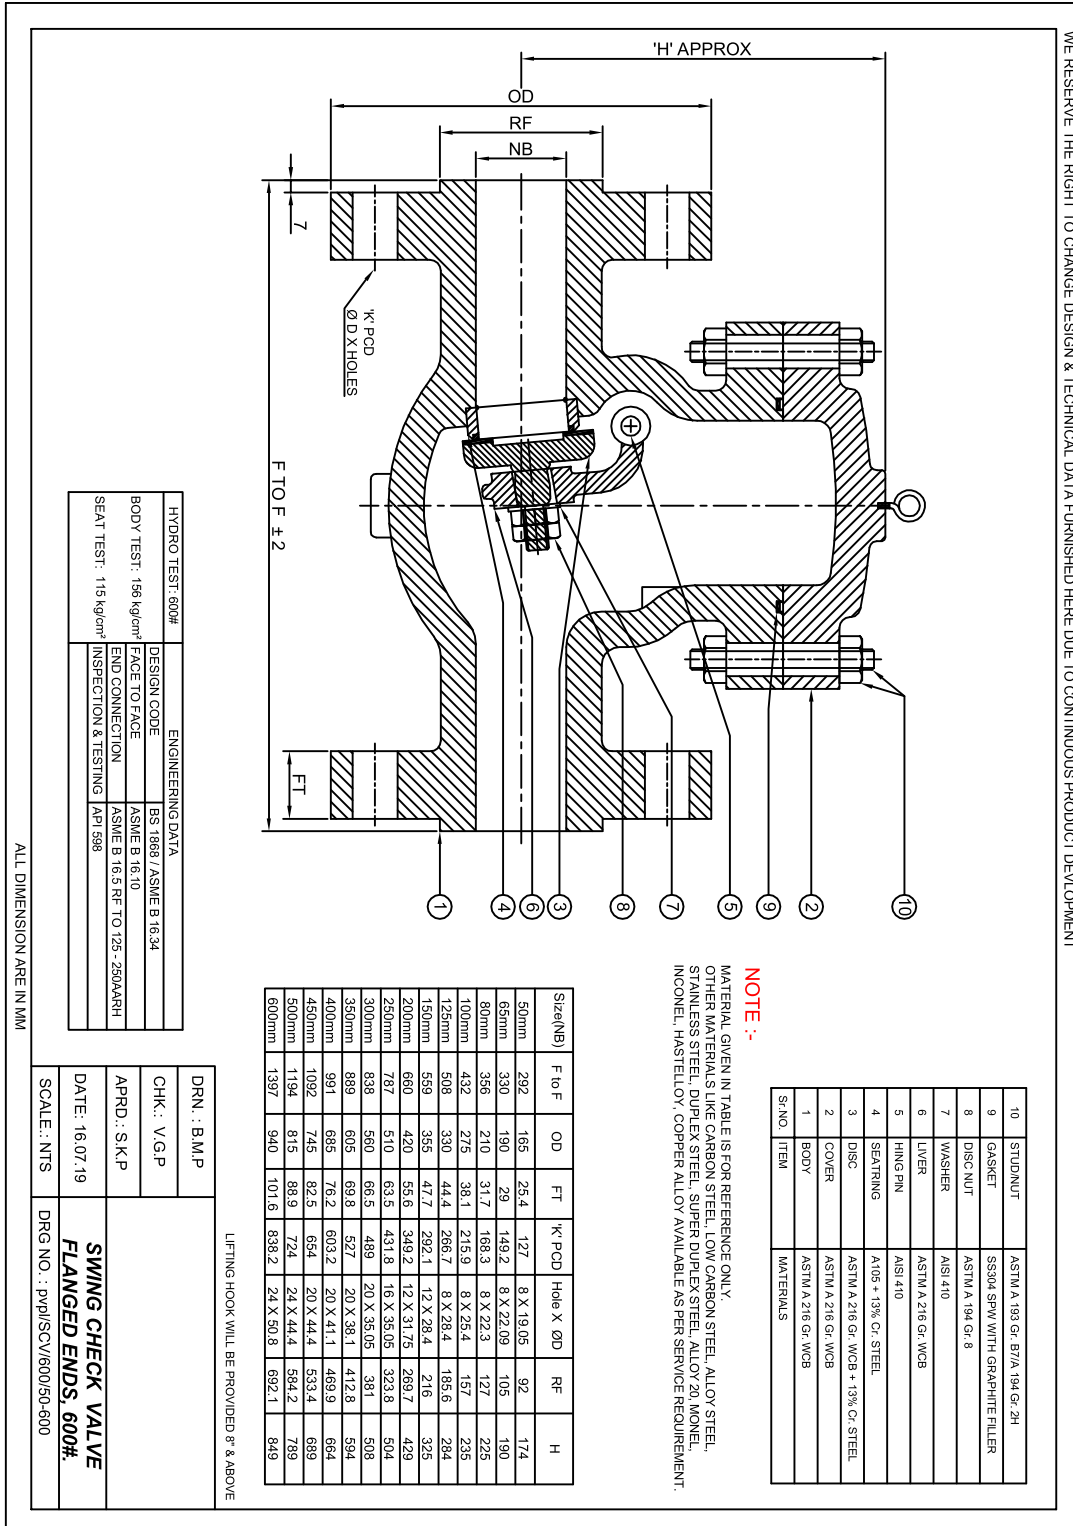 WE RESERVE THE RIGHT TO CHANGE DESIGN & TECHNICAL DATA FURNISHED HERE DUE TO CONTINUOUS PRODUCT DEVLOPMENT
'H' APPROX
OD
RF
NB
7
'K' PCD
Ø D X HOLES
F TO F ± 2
FT
1
4
6
3
8
7
5
9
2
10
10 STUD/NUT ASTM A 193 Gr. B7/A 194 Gr. 2H
9 GASKET SS304 SPW WITH GRAPHITE FILLER
8 DISC NUT ASTM A 194 Gr. 8
7 WASHER AISI 410
6 LIVER ASTM A 216 Gr. WCB
5 HING PIN AISI 410
4 SEATRING A105 + 13% Cr. STEEL
3 DISC ASTM A 216 Gr. WCB + 13% Cr. STEEL
2 COVER ASTM A 216 Gr. WCB
1 BODY ASTM A 216 Gr. WCB
Sr.NO. ITEM MATERIALS
NOTE :-
MATERIAL GIVEN IN TABLE IS FOR REFERENCE ONLY.
OTHER MATERIALS LIKE CARBON STEEL, LOW CARBON STEEL, ALLOY STEEL,
STAINLESS STEEL, DUPLEX STEEL, SUPER DUPLEX STEEL, ALLOY 20, MONEL,
INCONEL, HASTELLOY, COPPER ALLOY AVAILABLE AS PER SERVICE REQUIREMENT.
Size(NB) F to F OD FT 'K' PCD Hole X ØD RF H
50mm 292 165 25.4 127 8 X 19.05 92 174
65mm 330 190 29 149.2 8 X 22.09 105 190
80mm 356 210 31.7 168.3 8 X 22.3 127 225
100mm 432 275 38.1 215.9 8 X 25.4 157 235
125mm 508 330 44.4 266.7 8 X 28.4 185.6 284
150mm 559 355 47.7 292.1 12 X 28.4 216 325
200mm 660 420 55.6 349.2 12 X 31.75 269.7 429
250mm 787 510 63.5 431.8 16 X 35.05 323.8 504
300mm 838 560 66.5 489 20 X 35.05 381 508
350mm 889 605 69.8 527 20 X 38.1 412.8 594
400mm 991 685 76.2 603.2 20 X 41.1 469.9 664
450mm 1092 745 82.5 654 20 X 44.4 533.4 689
500mm 1194 815 88.9 724 24 X 44.4 584.2 789
600mm 1397 940 101.6 838.2 24 X 50.8 692.1 849
HYDRO TEST: 600# ENGINEERING DATA
BODY TEST: 156 kg/cm²
SEAT TEST: 115 kg/cm²
DESIGN CODE BS 1868 / ASME B 16.34
FACE TO FACE ASME B 16.10
END CONNECTION ASME B 16.5 RF TO 125 - 250AARH
INSPECTION & TESTING API 598
LIFTING HOOK WILL BE PROVIDED 8" & ABOVE
DRN. : B.M.P
CHK.: V.G.P
APRD.: S.K.P
DATE: 16.07.19
SCALE.: NTS
SWING CHECK VALVE
FLANGED ENDS, 600#.
DRG NO. : pvpl/SCV/600/50-600
ALL DIMENSION ARE IN MM